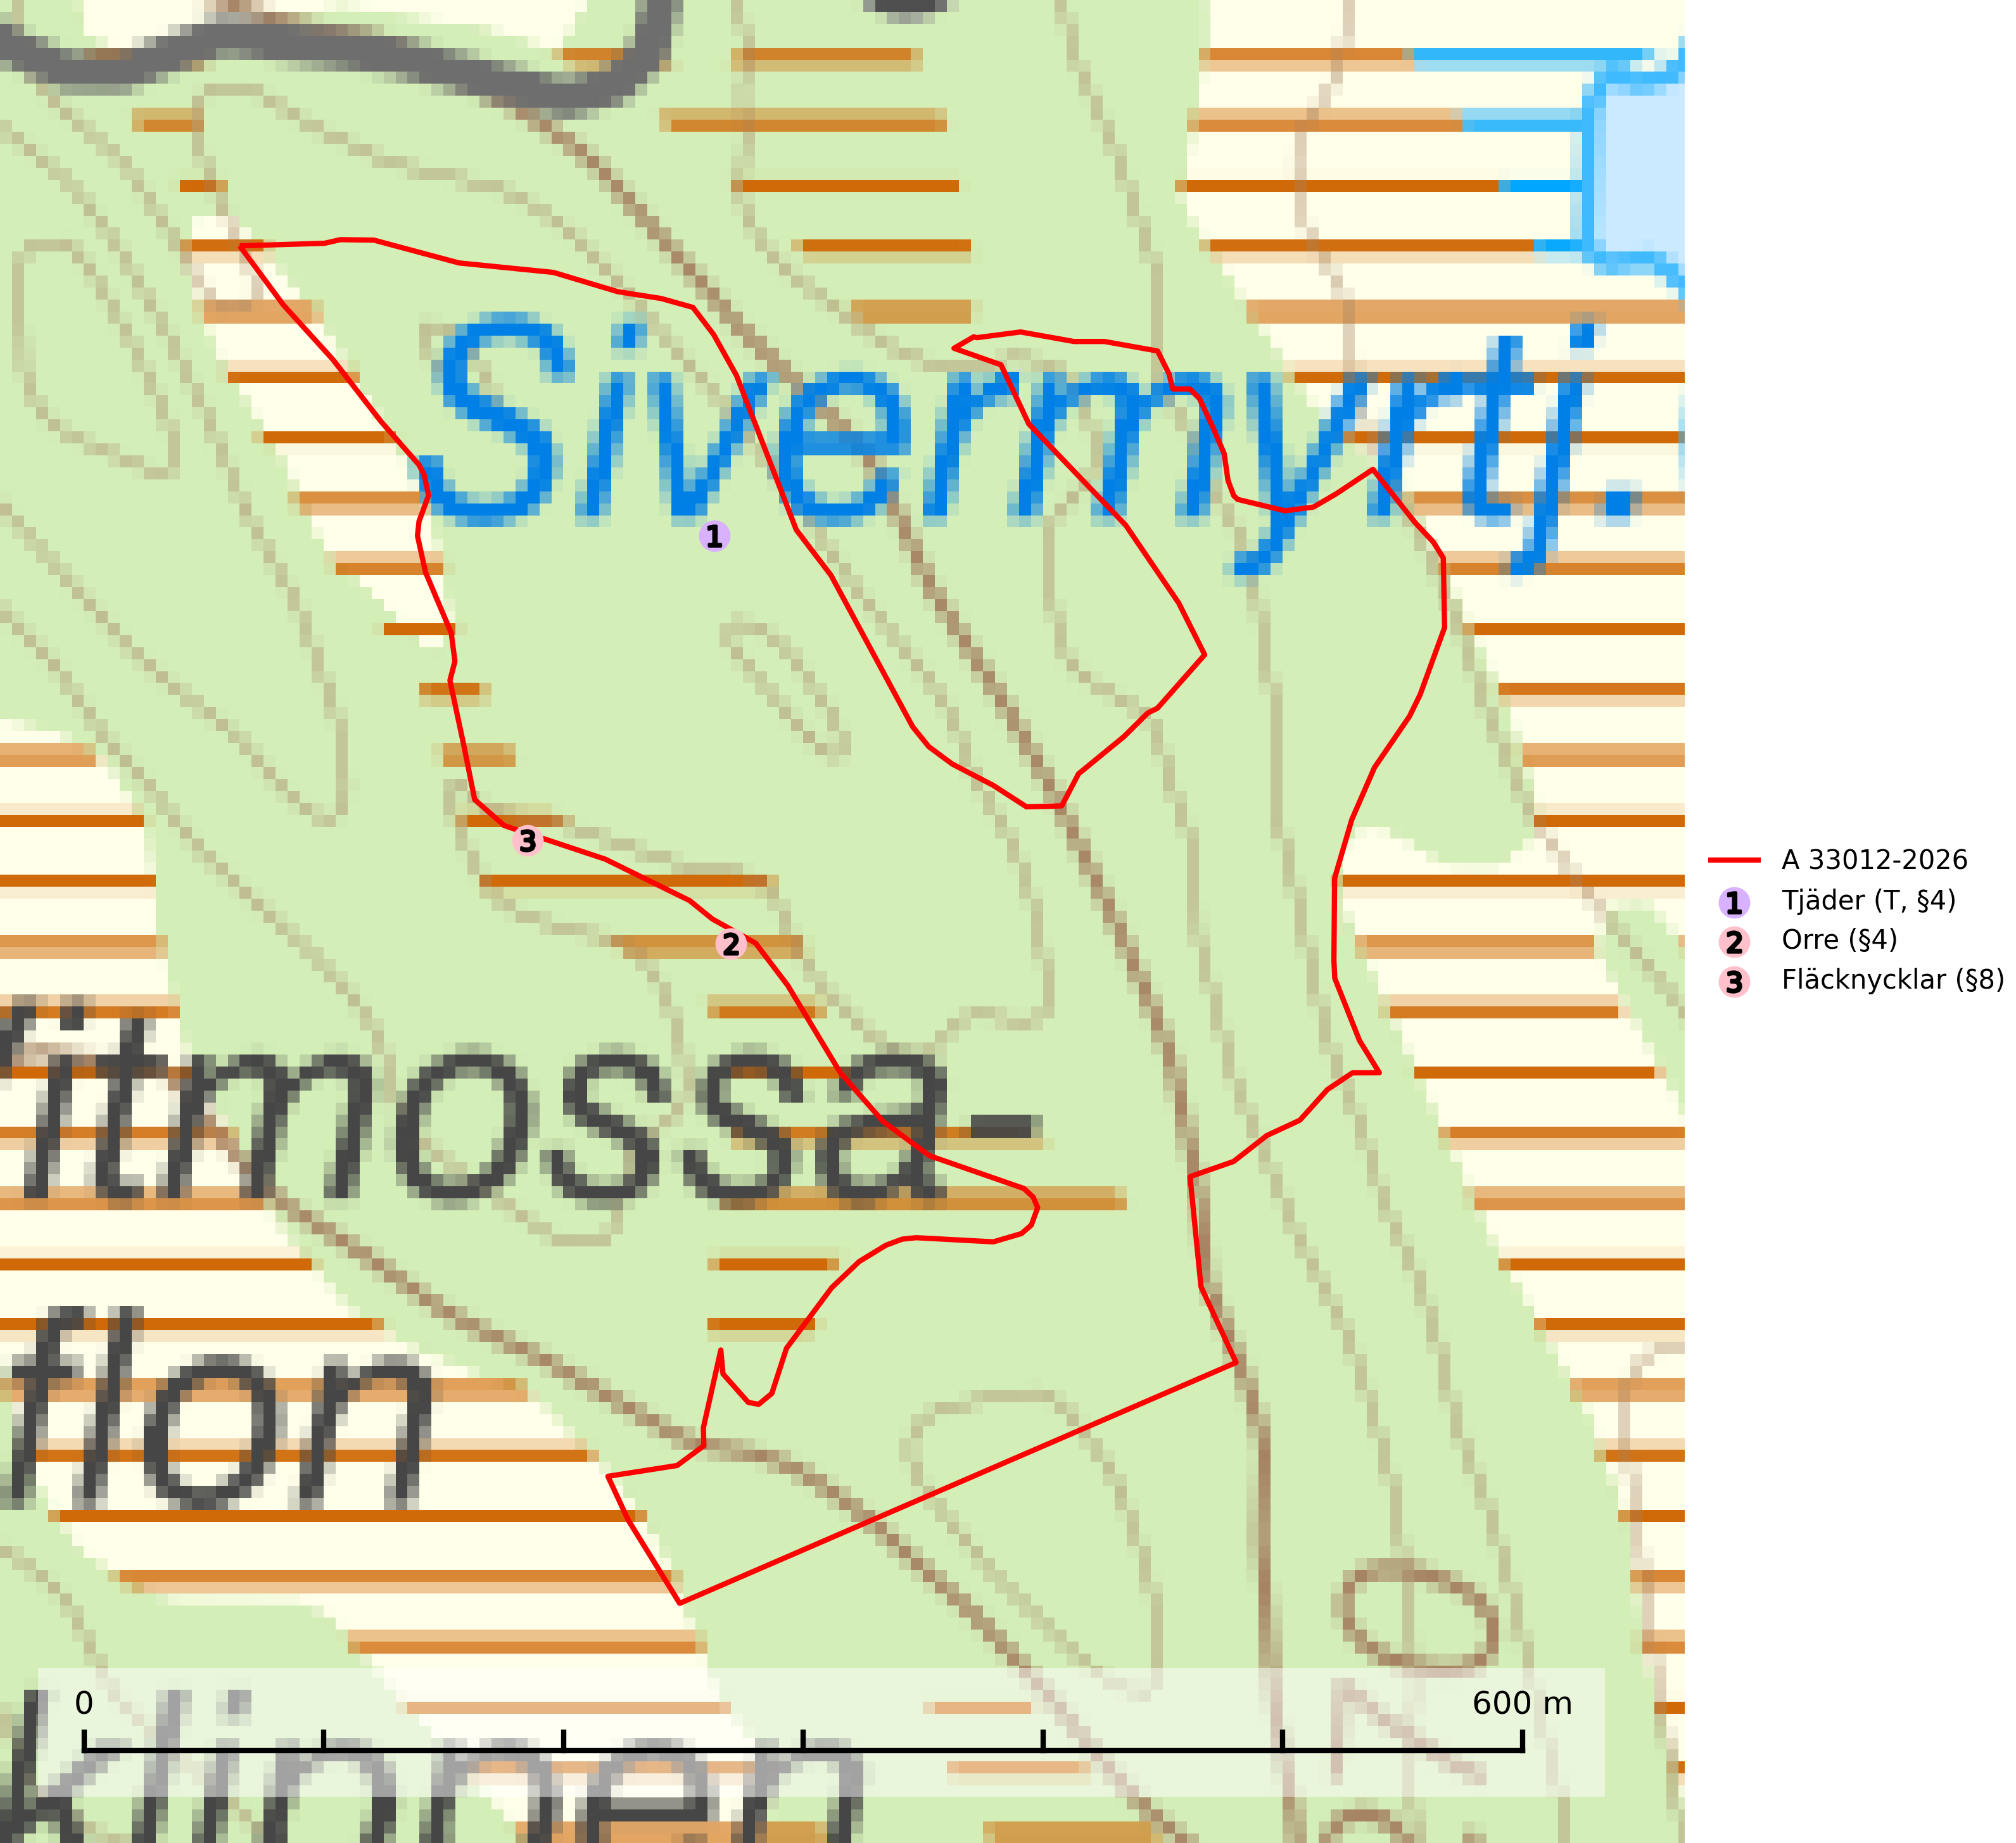 Sivermyrtj.
1
3
2
itmossa-
flon
0
600 m
A 33012-2026
1 Tjäder (T, §4)
2 Orre (§4)
3 Fläcknycklar (§8)